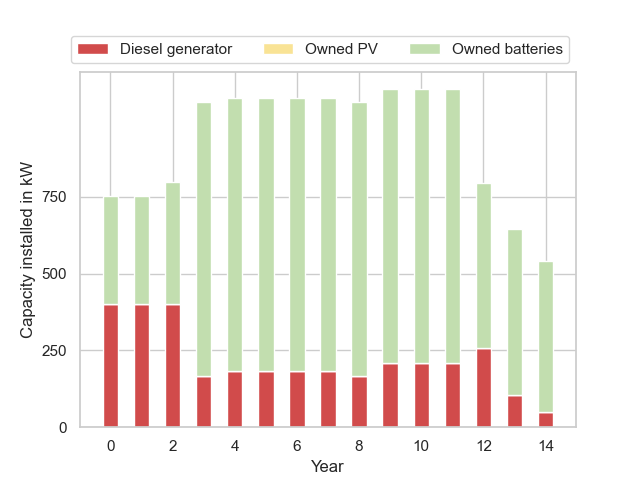 Diesel generator Owned PV Owned batteries
Capacity installed in kW
750
500
250
0
0 2 4 6 8 10 12 14
Year